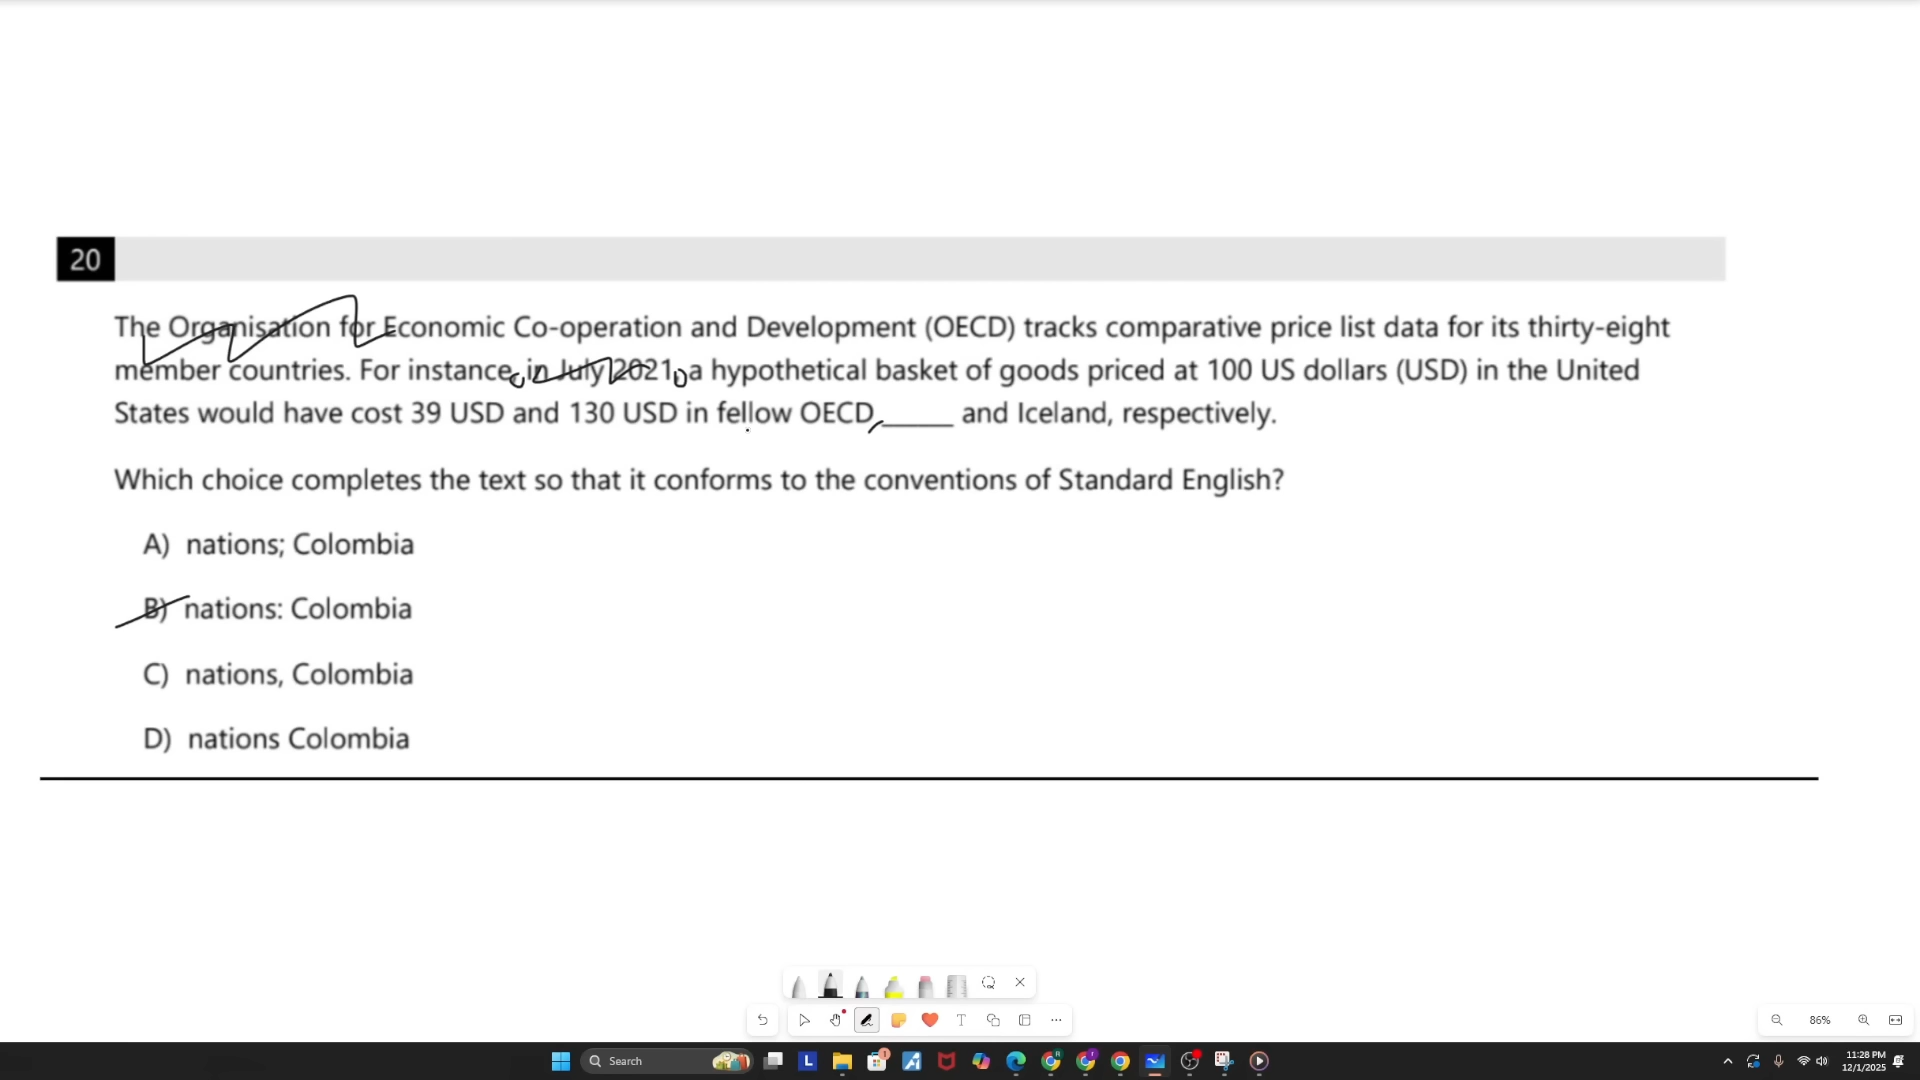 20
The Organisation for Economic Co-operation and Development (OECD) tracks comparative price list data for its thirty-eight
member countries. For instance, in July 2021, a hypothetical basket of goods priced at 100 US dollars (USD) in the United
States would have cost 39 USD and 130 USD in fellow OECD ______ and Iceland, respectively.
Which choice completes the text so that it conforms to the conventions of Standard English?
A) nations; Colombia
B) nations: Colombia
C) nations, Colombia
D) nations Colombia
86%
Search
11:28 PM
12/1/2025